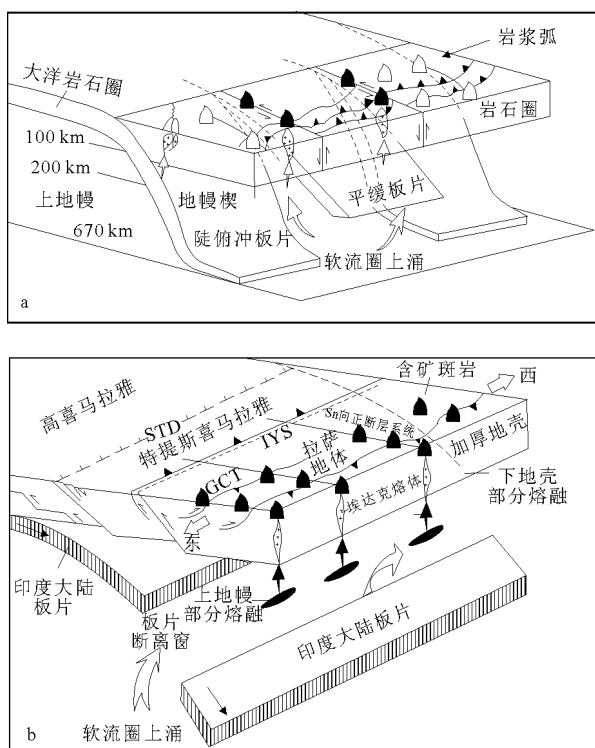 岩浆弧
大洋岩石圈
岩石圈
100 km
200 km
上地幔
地幔楔
平缓板片
670 km
陡俯冲板片
软流圈上涌
a
含矿斑岩
西
高喜马拉雅
STD
特提斯喜马拉雅
Sn向正断层系统
IYS
拉萨
地体
加厚地壳
GCT
埃达克熔体
下地壳
部分熔融
东
印度大陆
板片
上地幔
部分熔融
板片
断离窗
印度大陆板片
软流圈上涌
b